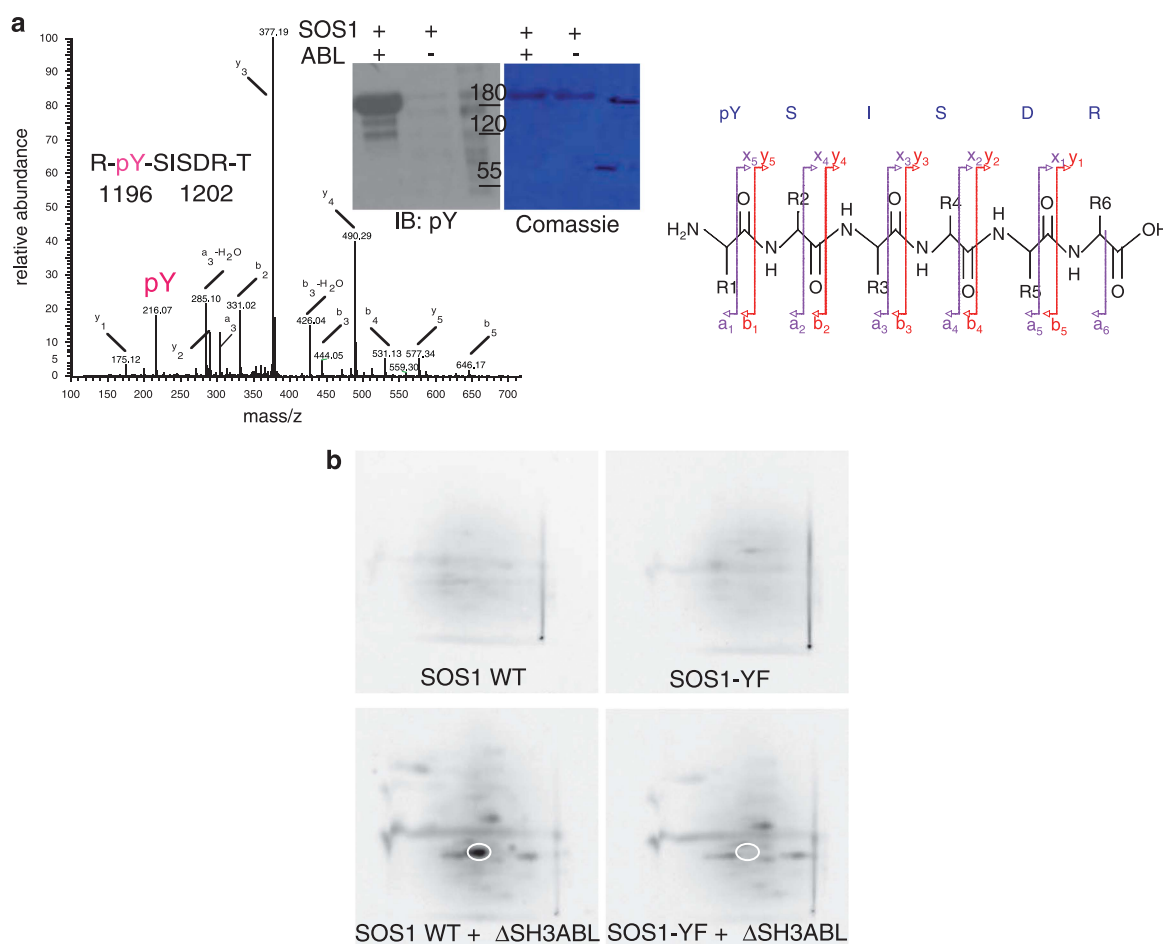 a
SOS1 + + + +
ABL + - + -
180
120
55
IB: pY
Comassie
relative abundance
100
90
80
70
60
50
40
30
20
10
5
0
R-pY-SISDR-T
1196 1202
377.19
y3
y4
490.29
pY
216.07
a3 -H2O
285.10
b2
331.02
b3 -H2O
426.04
y1
175.12
y2
a3
b3
444.05
b4
531.13
559.30
y5
577.34
b5
646.17
100 150 200 250 300 350 400 450 500 550 600 650 700
mass/z
pY S I S D R
x5 y5 x4 y4 x3 y3 x2 y2 x1 y1
H2N R1 O N H R2 O H N R3 O N H R4 O H N R5 O N H R6 O OH
a1 b1 a2 b2 a3 b3 a4 b4 a5 b5 a6
b
SOS1 WT
SOS1-YF
SOS1 WT + ΔSH3ABL
SOS1-YF + ΔSH3ABL